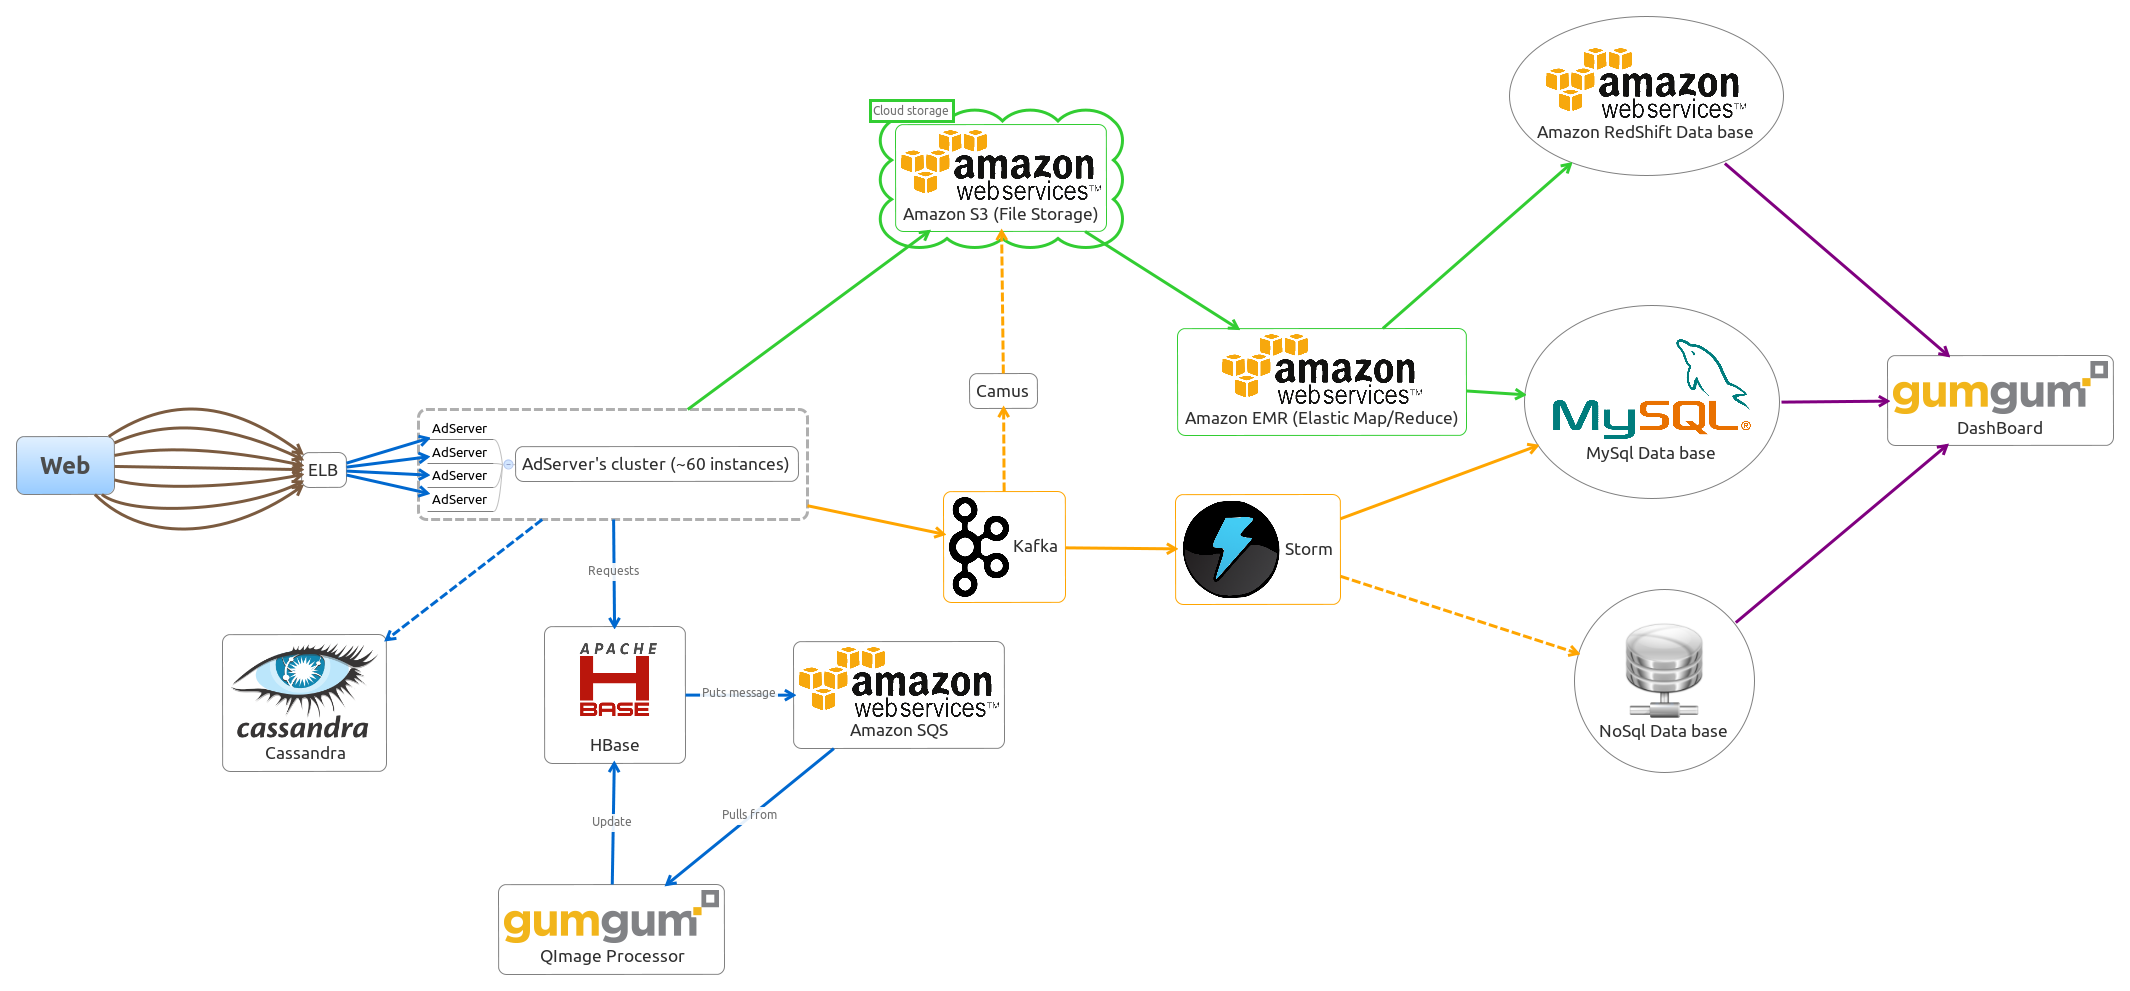 Cloud storage
amazon
webservices™
Amazon S3 (File Storage)
amazon
webservices™
Amazon RedShift Data base
amazon
webservices™
Amazon EMR (Elastic Map/Reduce)
MySQL®
MySql Data base
gumgum
DashBoard
Camus
Web
ELB
AdServer
AdServer
AdServer
AdServer
AdServer's cluster (~60 instances)
Kafka
Storm
Requests
cassandra
Cassandra
APACHE
HBASE
HBase
Puts message
amazon
webservices™
Amazon SQS
NoSql Data base
Update
Pulls from
gumgum
QImage Processor